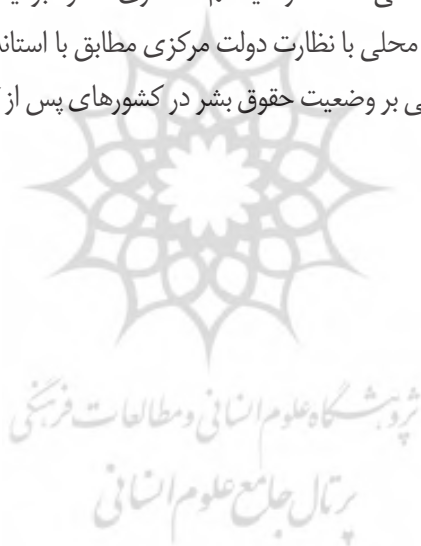 محلی با نظارت دولت مرکزی مطابق با
بر وضعیت حقوق بشر در کشورهای پس از
پژوهشگاه علوم انسانی و مطالعات فرهنگی
پرتال جامع علوم انسانی